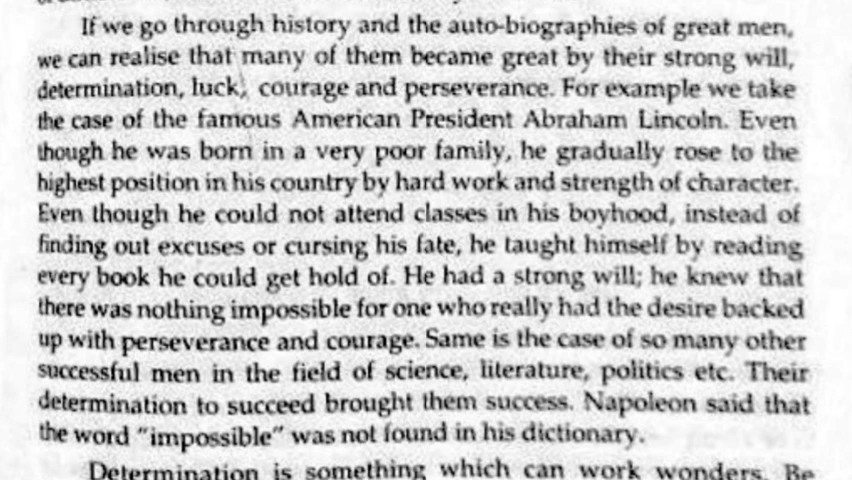 If we go through history and the auto-biographies of great men,
we can realise that many of them became great by their strong will,
determination, luck, courage and perseverance. For example we take
the case of the famous American President Abraham Lincoln. Even
though he was born in a very poor family, he gradually rose to the
highest position in his country by hard work and strength of character.
Even though he could not attend classes in his boyhood, instead of
finding out excuses or cursing his fate, he taught himself by reading
every book he could get hold of. He had a strong will; he knew that
there was nothing impossible for one who really had the desire backed
up with perseverance and courage. Same is the case of so many other
successful men in the field of science, literature, politics etc. Their
determination to succeed brought them success. Napoleon said that
the word "impossible" was not found in his dictionary.
Determination is something which can work wonders. Be